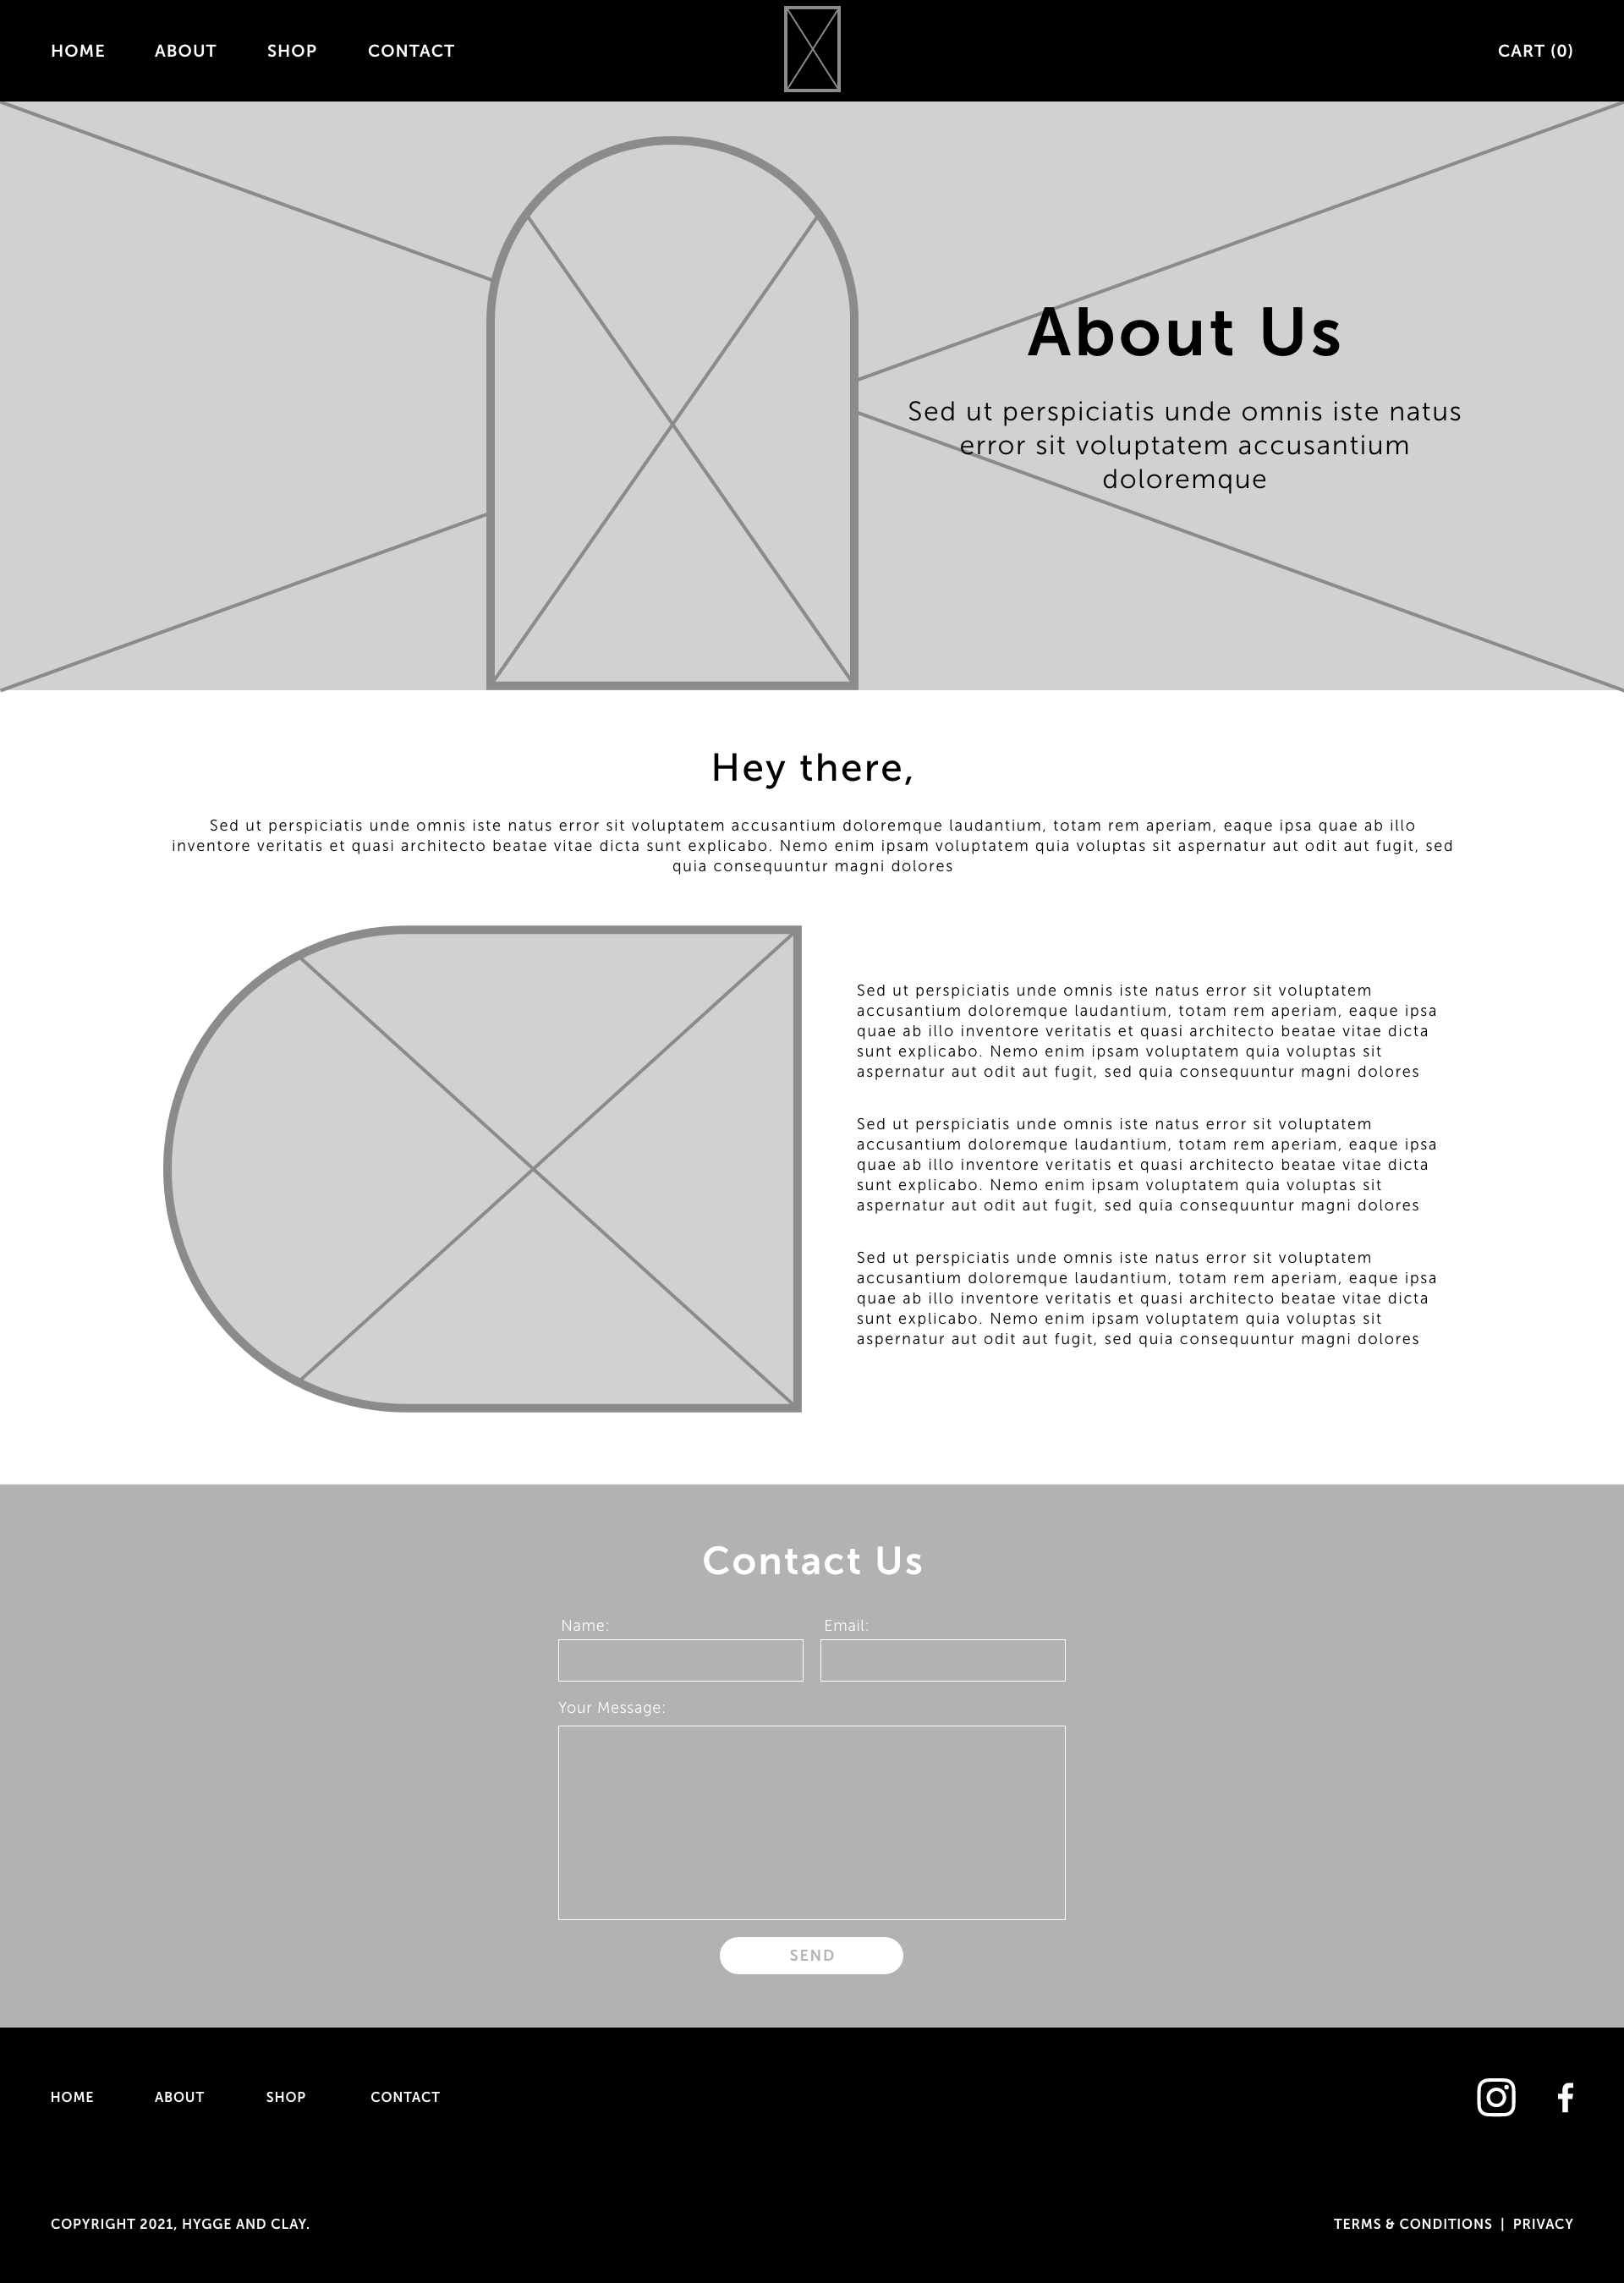 HOME ABOUT SHOP CONTACT CART (0)
About Us
Sed ut perspiciatis unde omnis iste natus
error sit voluptatem accusantium
doloremque
Hey there,
Sed ut perspiciatis unde omnis iste natus error sit voluptatem accusantium doloremque laudantium, totam rem aperiam, eaque ipsa quae ab illo
inventore veritatis et quasi architecto beatae vitae dicta sunt explicabo. Nemo enim ipsam voluptatem quia voluptas sit aspernatur aut odit aut fugit, sed
quia consequuntur magni dolores
Sed ut perspiciatis unde omnis iste natus error sit voluptatem
accusantium doloremque laudantium, totam rem aperiam, eaque ipsa
quae ab illo inventore veritatis et quasi architecto beatae vitae dicta
sunt explicabo. Nemo enim ipsam voluptatem quia voluptas sit
aspernatur aut odit aut fugit, sed quia consequuntur magni dolores
Sed ut perspiciatis unde omnis iste natus error sit voluptatem
accusantium doloremque laudantium, totam rem aperiam, eaque ipsa
quae ab illo inventore veritatis et quasi architecto beatae vitae dicta
sunt explicabo. Nemo enim ipsam voluptatem quia voluptas sit
aspernatur aut odit aut fugit, sed quia consequuntur magni dolores
Sed ut perspiciatis unde omnis iste natus error sit voluptatem
accusantium doloremque laudantium, totam rem aperiam, eaque ipsa
quae ab illo inventore veritatis et quasi architecto beatae vitae dicta
sunt explicabo. Nemo enim ipsam voluptatem quia voluptas sit
aspernatur aut odit aut fugit, sed quia consequuntur magni dolores
Contact Us
Name: Email:
Your Message:
SEND
HOME ABOUT SHOP CONTACT
COPYRIGHT 2021, HYGGE AND CLAY. TERMS & CONDITIONS | PRIVACY